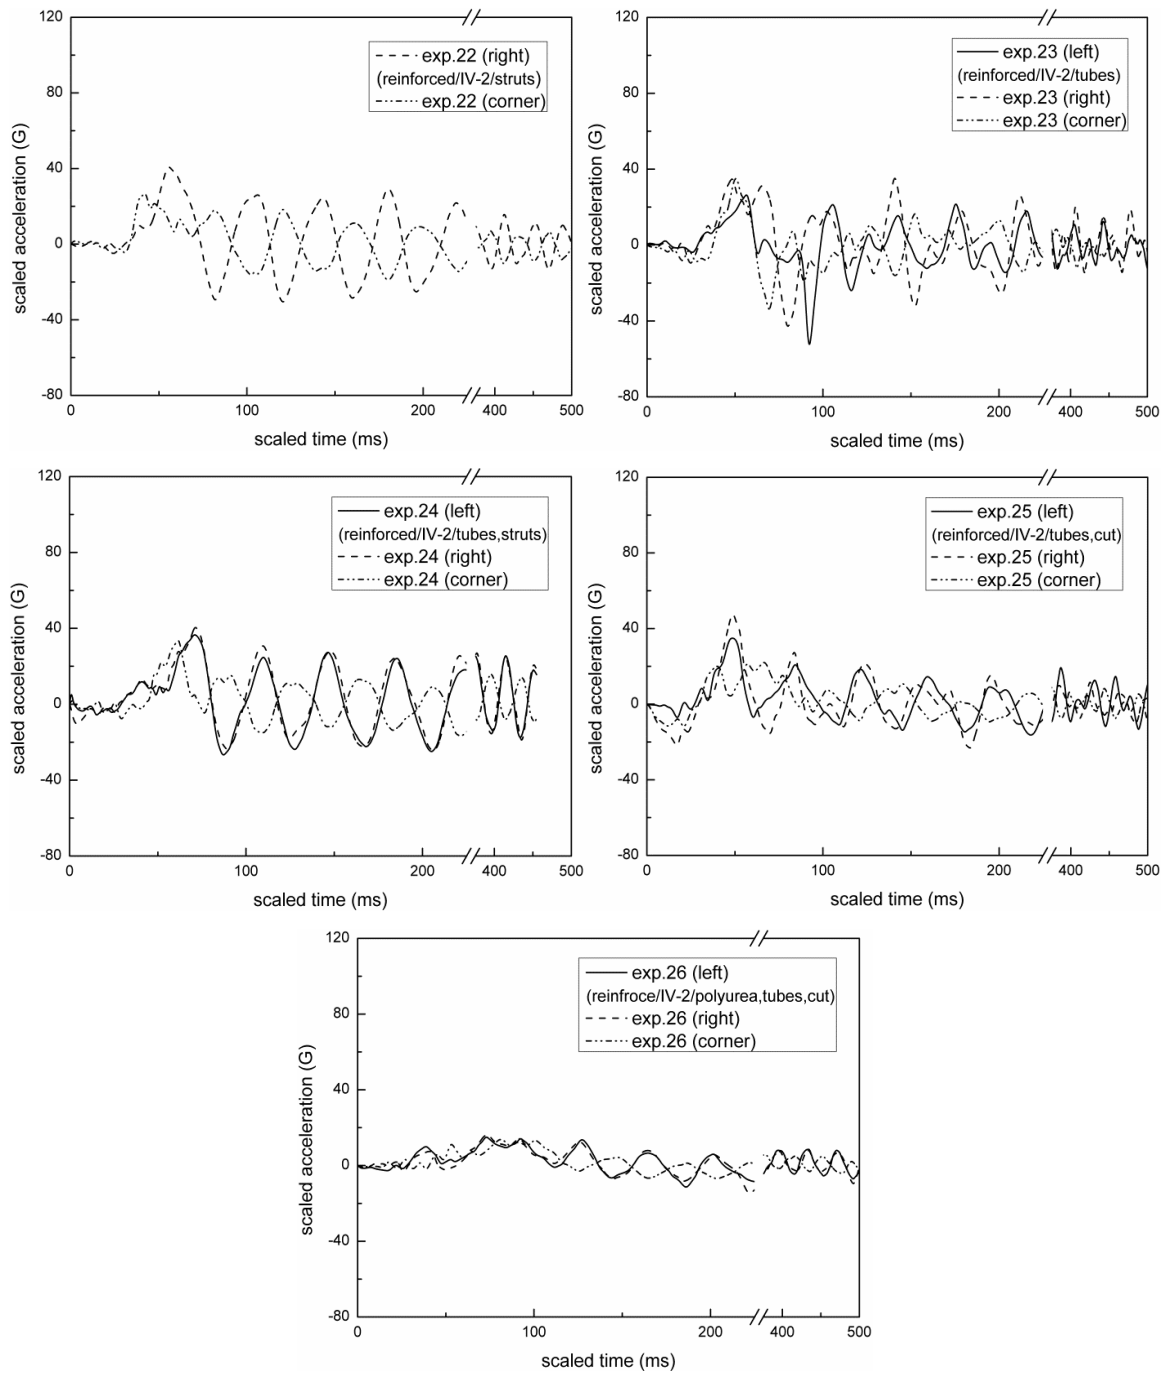 120
80
40
0
-40
-80
scaled acceleration (G)
exp.22 (right)
(reinforced/IV-2/struts)
exp.22 (corner)
0 100 200 400 500
scaled time (ms)
120
80
40
0
-40
-80
scaled acceleration (G)
exp.23 (left)
(reinforced/IV-2/tubes)
exp.23 (right)
exp.23 (corner)
0 100 200 400 500
scaled time (ms)
120
80
40
0
-40
-80
scaled acceleration (G)
exp.24 (left)
(reinforced/IV-2/tubes,struts)
exp.24 (right)
exp.24 (corner)
0 100 200 400 500
scaled time (ms)
120
80
40
0
-40
-80
scaled acceleration (G)
exp.25 (left)
(reinforced/IV-2/tubes,cut)
exp.25 (right)
exp.25 (corner)
0 100 200 400 500
scaled time (ms)
120
80
40
0
-40
-80
scaled acceleration (G)
exp.26 (left)
(reinfroce/IV-2/polyurea,tubes,cut)
exp.26 (right)
exp.26 (corner)
0 100 200 400 500
scaled time (ms)